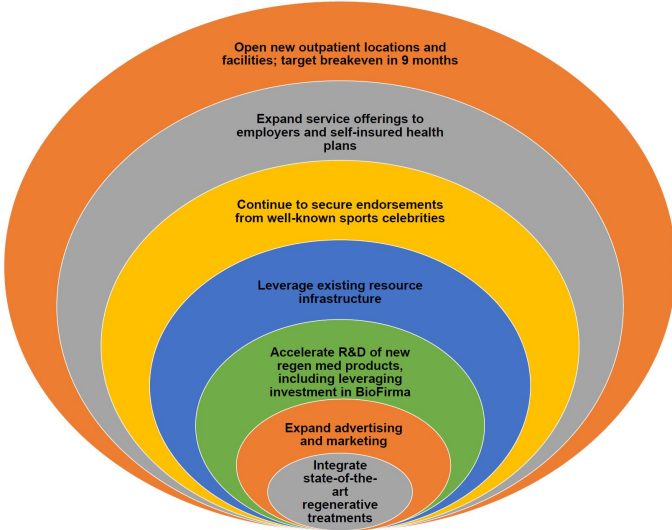 Open new outpatient locations and
facilities; target breakeven in 9 months
Expand service offerings to
employers and self-insured health
plans
Continue to secure endorsements
from well-known sports celebrities
Leverage existing resource
infrastructure
Accelerate R&D of new
regen med products,
including leveraging
investment in BioFirma
Expand advertising
and marketing
Integrate
state-of-the-
art
regenerative
treatments